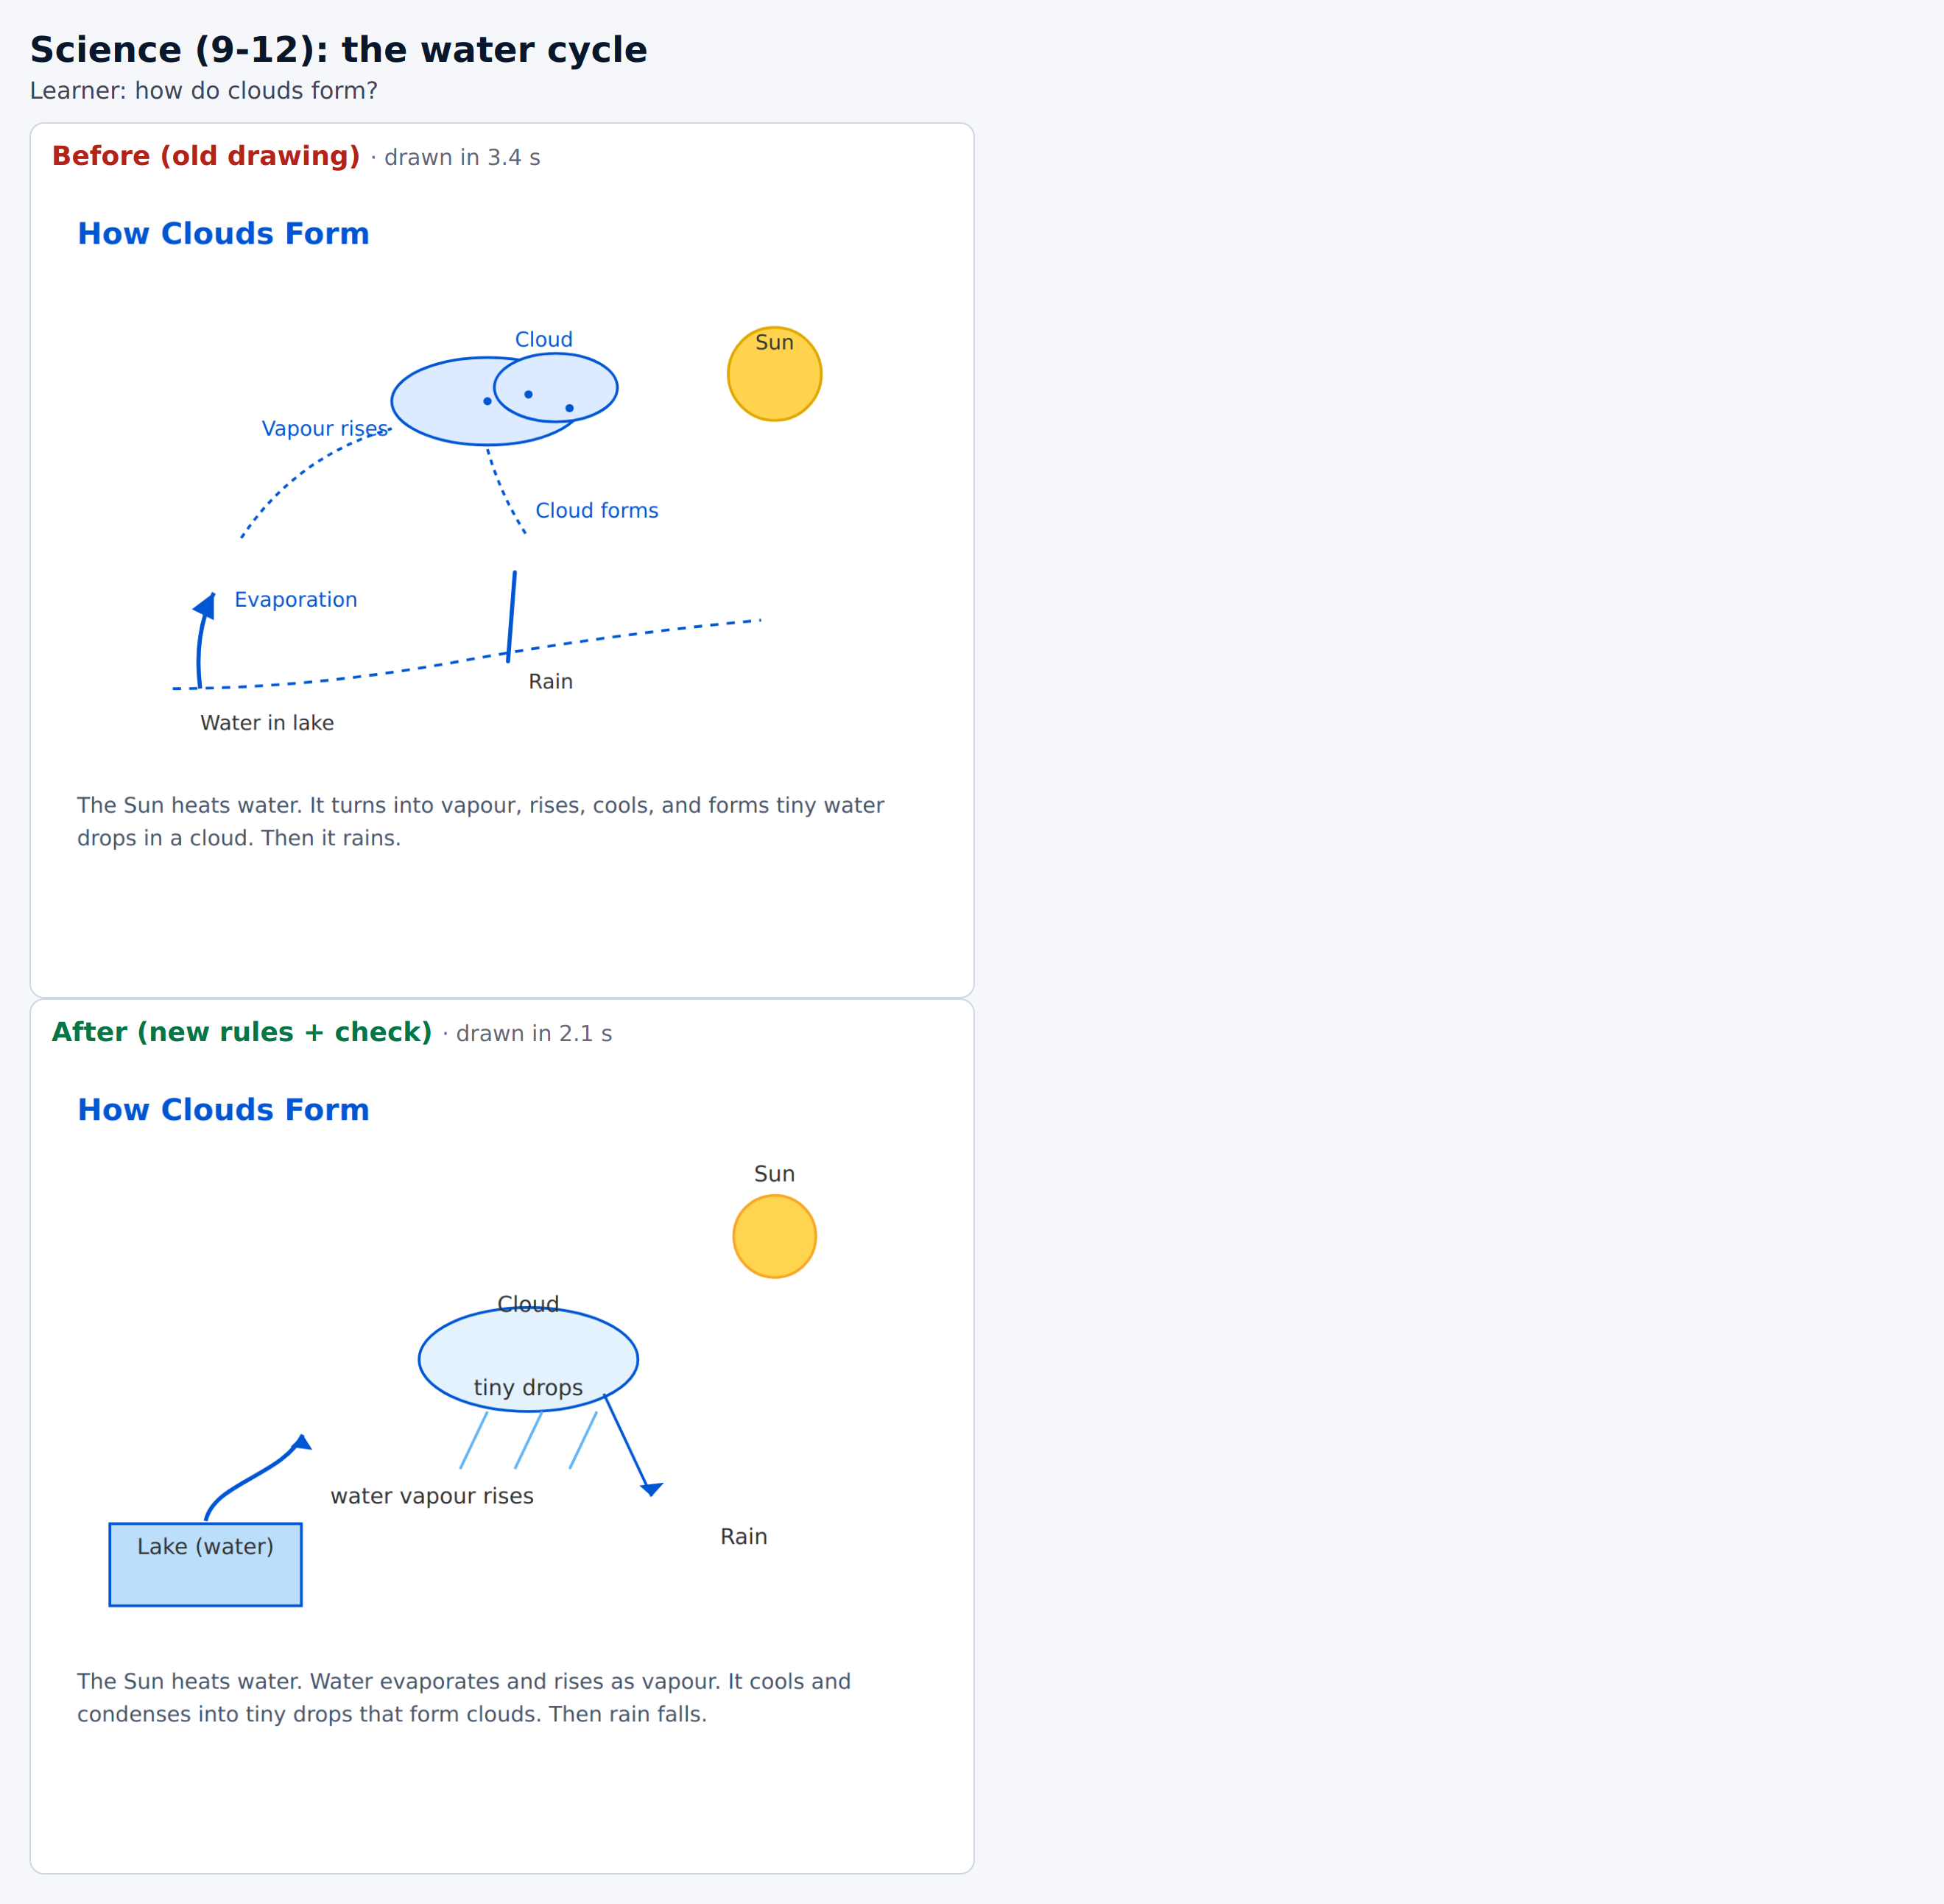 Science (9-12): the water cycle
Learner: how do clouds form?
Before (old drawing) · drawn in 3.4 s
How Clouds Form
Cloud
Sun
Vapour rises
Cloud forms
Evaporation
Rain
Water in lake
The Sun heats water. It turns into vapour, rises, cools, and forms tiny water
drops in a cloud. Then it rains.
After (new rules + check) · drawn in 2.1 s
How Clouds Form
Sun
Cloud
tiny drops
water vapour rises
Rain
Lake (water)
The Sun heats water. Water evaporates and rises as vapour. It cools and
condenses into tiny drops that form clouds. Then rain falls.